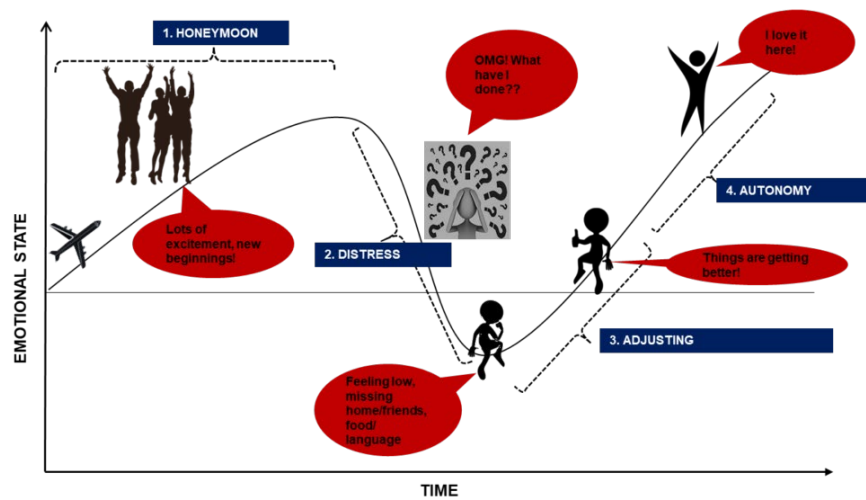 1. HONEYMOON
I love it
here!
OMG! What
have I
done??
4. AUTONOMY
Lots of
excitement, new
beginnings!
2. DISTRESS
Things are getting
better!
3. ADJUSTING
Feeling low,
missing
home/friends,
food/
language
EMOTIONAL STATE
TIME